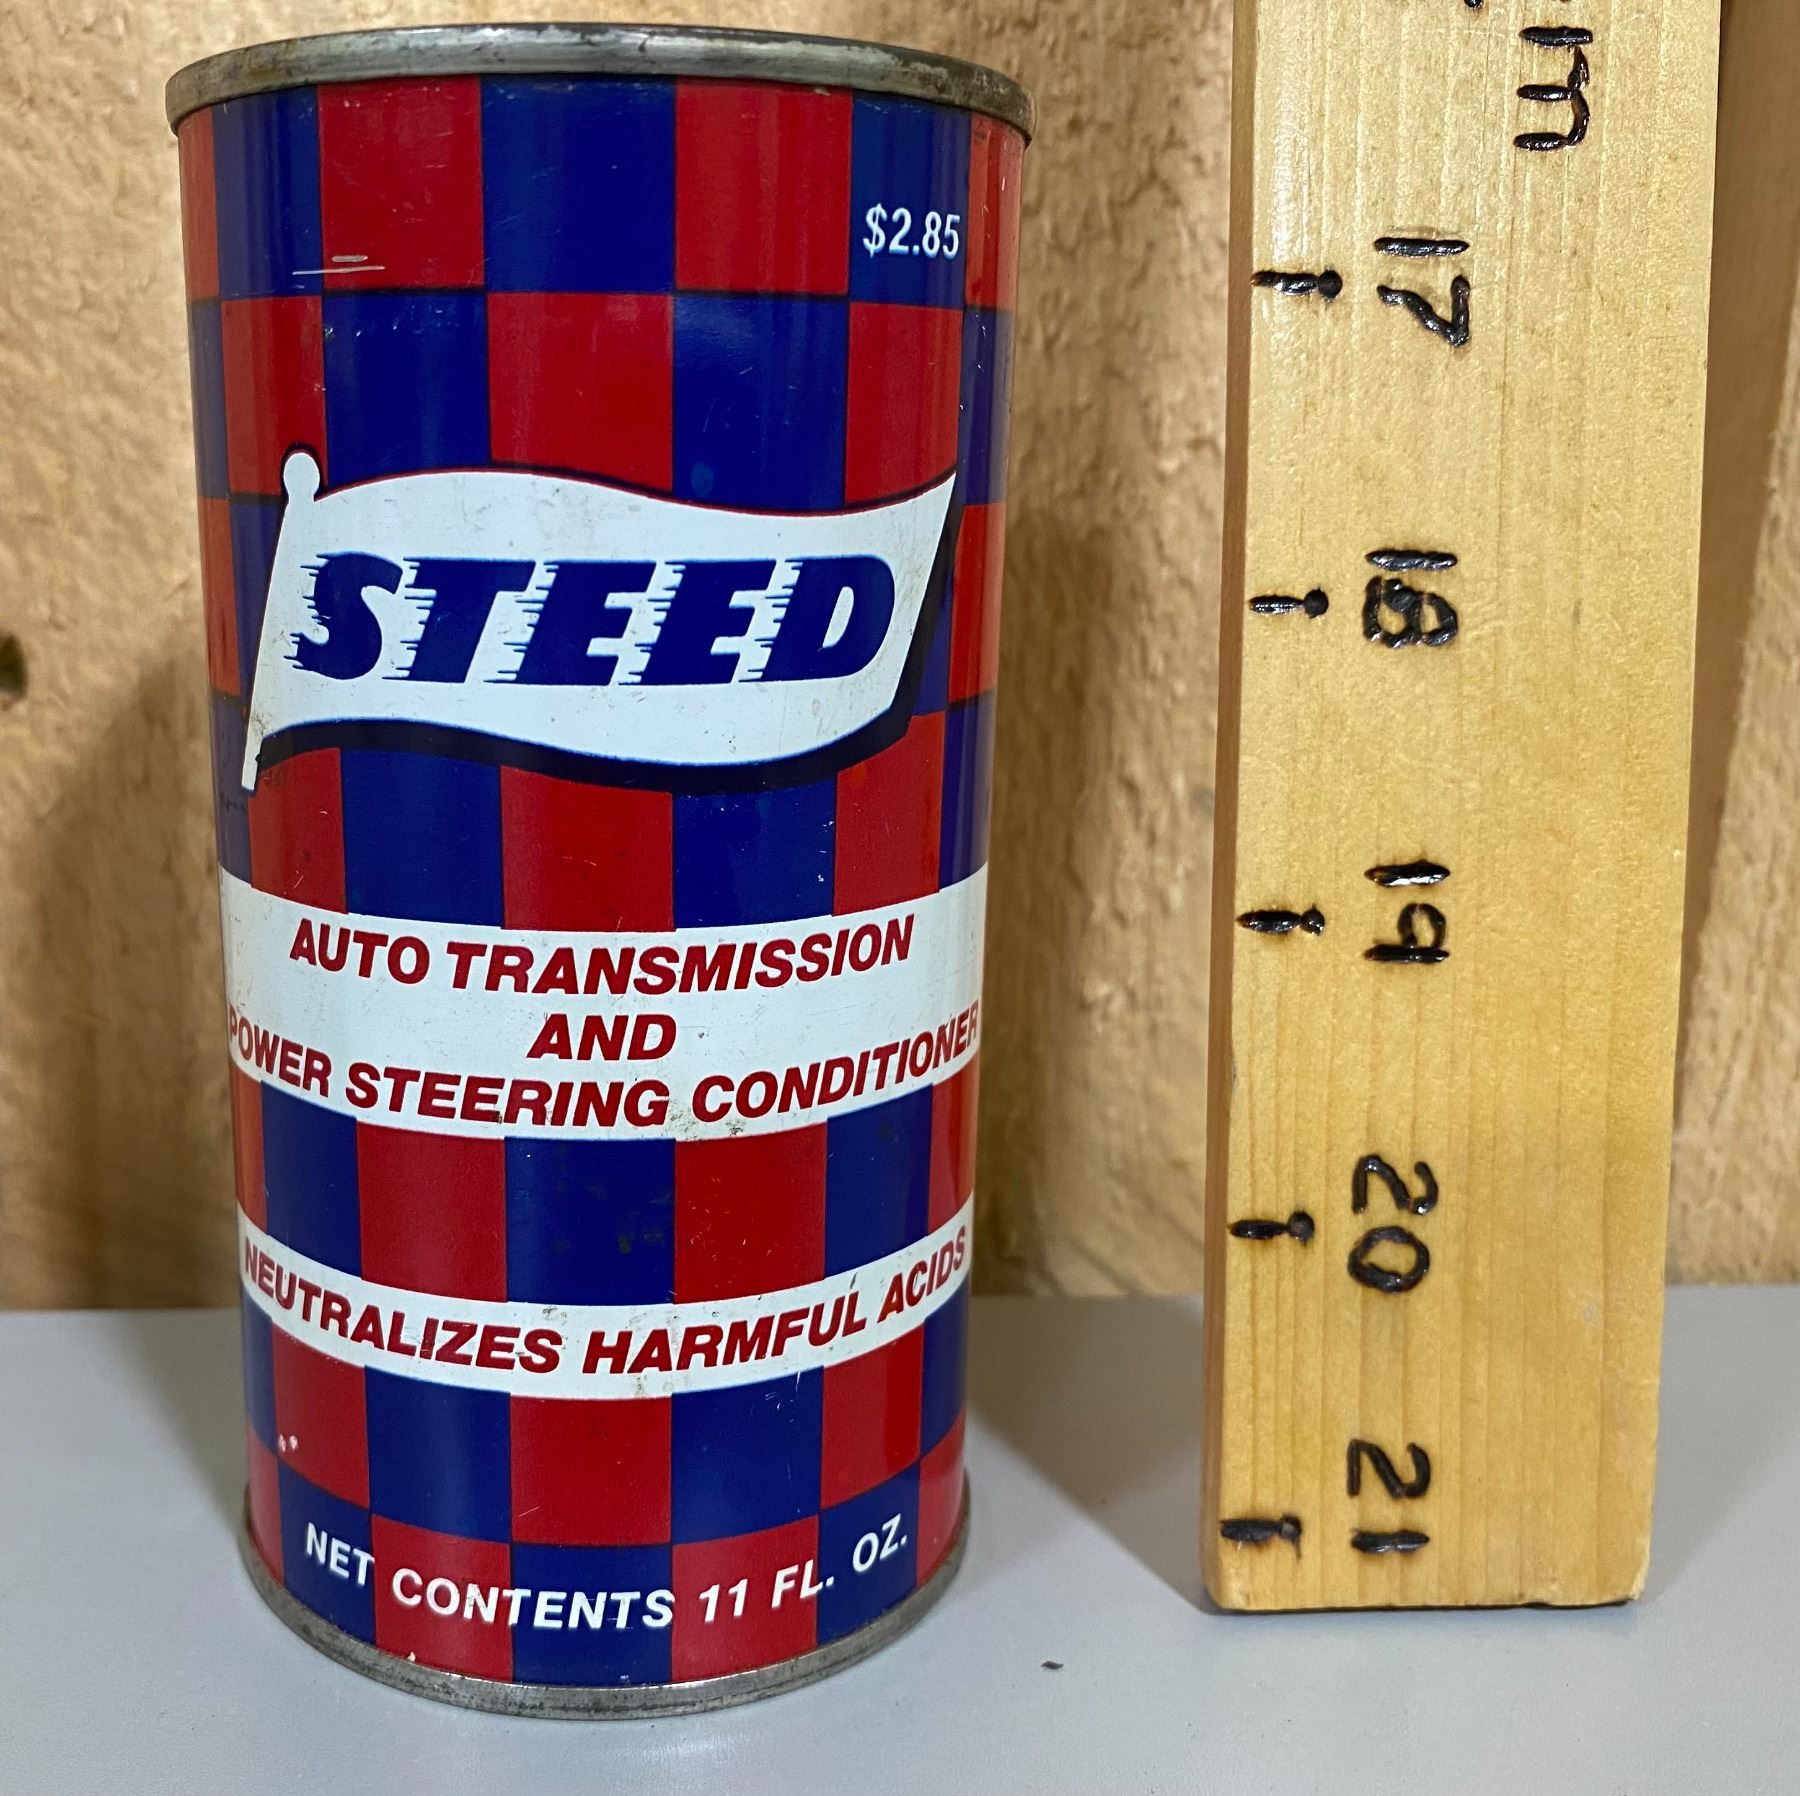 $2.85
STEED
AUTO TRANSMISSION
AND
POWER STEERING CONDITIONER
NEUTRALIZES HARMFUL ACIDS
NET CONTENTS 11 FL. OZ.
17
18
19
20
21